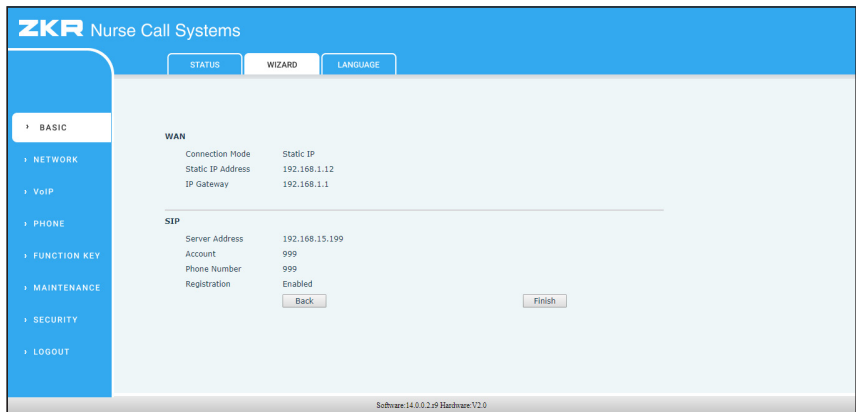 ZKR Nurse Call Systems
STATUS WIZARD LANGUAGE
› BASIC
› NETWORK
› VoIP
› PHONE
› FUNCTION KEY
› MAINTENANCE
› SECURITY
› LOGOUT
WAN
Connection Mode Static IP
Static IP Address 192.168.1.12
IP Gateway 192.168.1.1
SIP
Server Address 192.168.15.199
Account 999
Phone Number 999
Registration Enabled
Back Finish
Software:14.0.0.2.r9 Hardware:V2.0